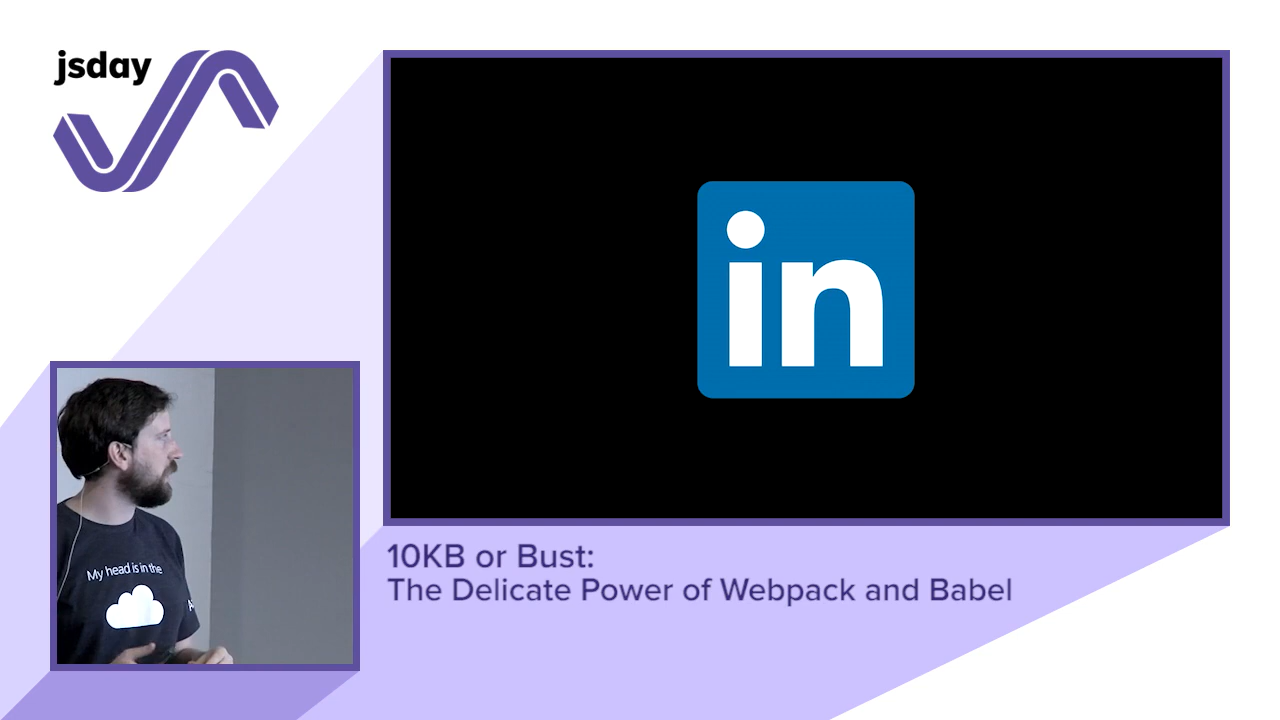 jsday
in
10KB or Bust:
The Delicate Power of Webpack and Babel
My head is in the